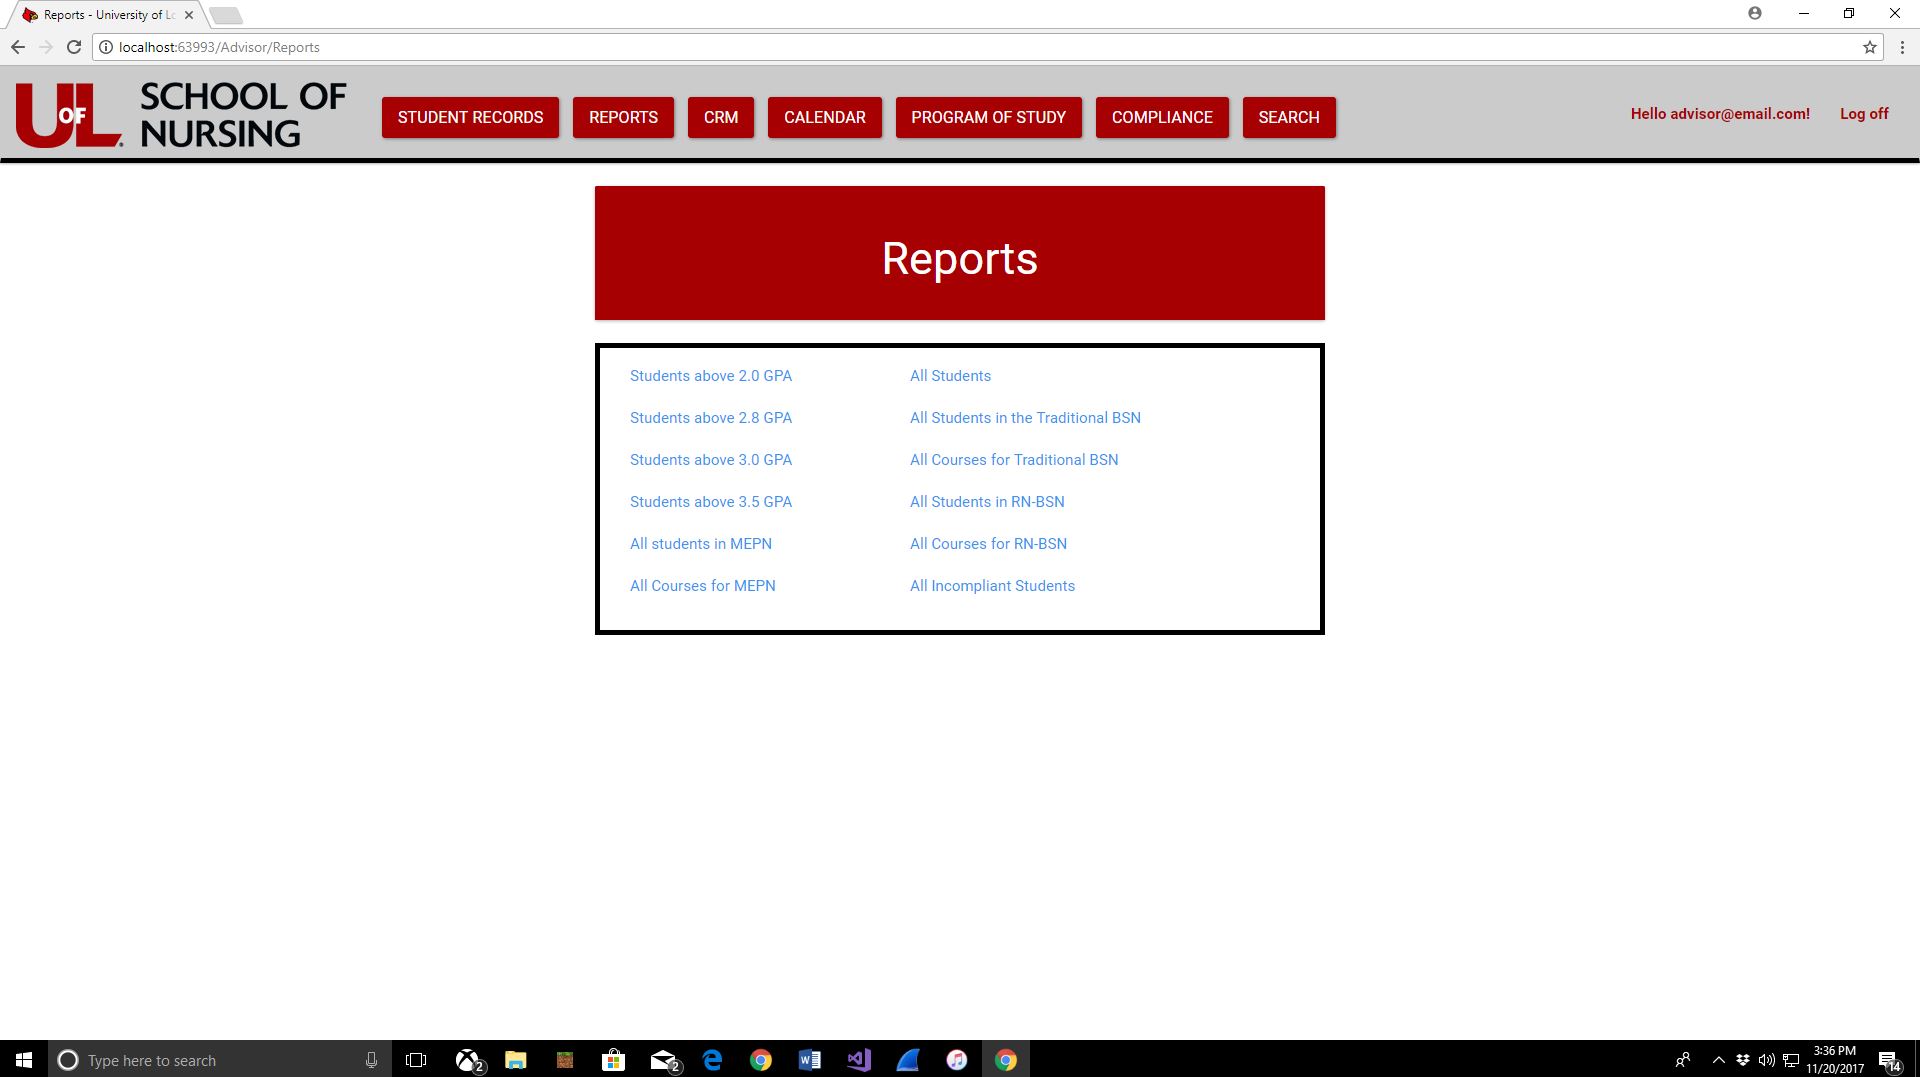 Reports - University of Lo
localhost:63993/Advisor/Reports
UofL
SCHOOL OF
NURSING
STUDENT RECORDS
REPORTS
CRM
CALENDAR
PROGRAM OF STUDY
COMPLIANCE
SEARCH
Hello advisor@email.com!
Log off
Reports
Students above 2.0 GPA
All Students
Students above 2.8 GPA
All Students in the Traditional BSN
Students above 3.0 GPA
All Courses for Traditional BSN
Students above 3.5 GPA
All Students in RN-BSN
All students in MEPN
All Courses for RN-BSN
All Courses for MEPN
All Incompliant Students
Type here to search
2
2
3:36 PM
11/20/2017
14